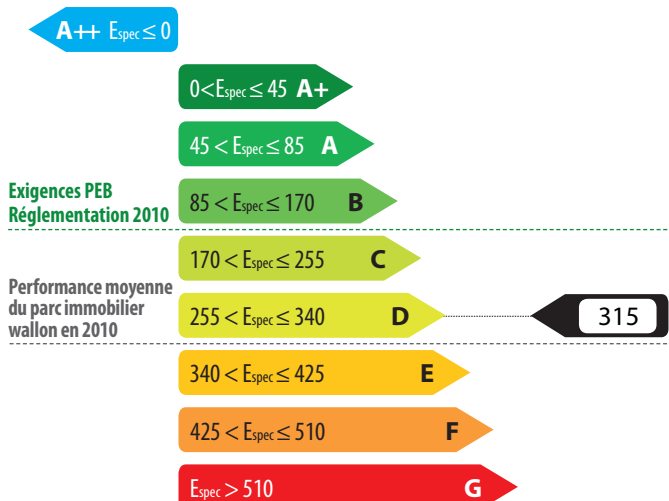 A++ Espec ≤ 0
0<Espec ≤ 45 A+
45 < Espec ≤ 85 A
Exigences PEB
Réglementation 2010
85 < Espec ≤ 170 B
170 < Espec ≤ 255 C
Performance moyenne
du parc immobilier
wallon en 2010
255 < Espec ≤ 340 D
315
340 < Espec ≤ 425 E
425 < Espec ≤ 510 F
Espec > 510 G